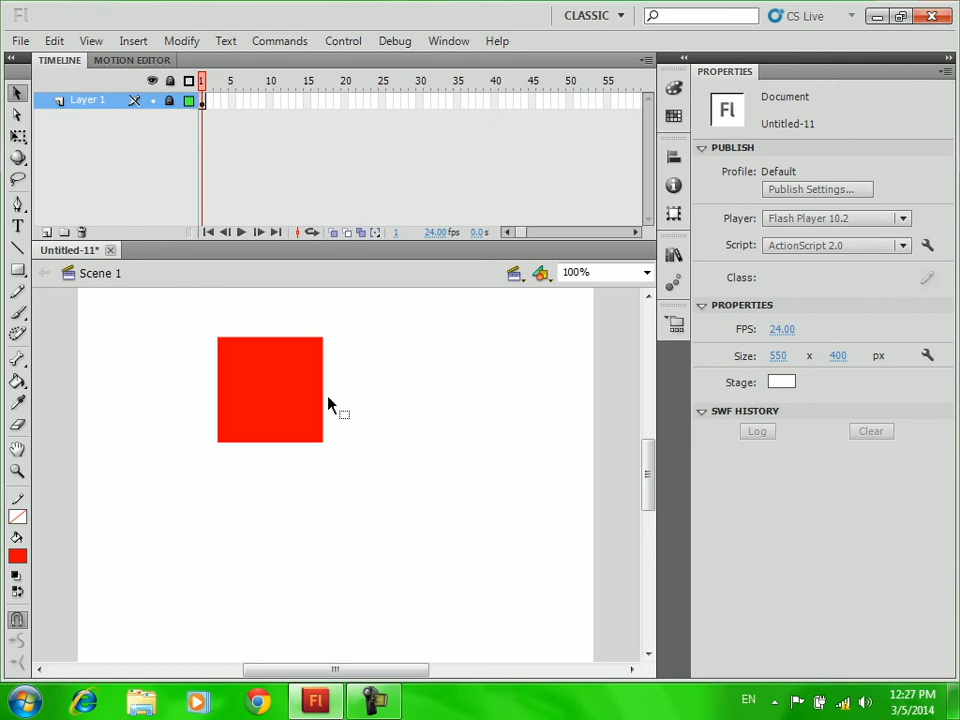 Fl
CLASSIC
CS Live
File Edit View Insert Modify Text Commands Control Debug Window Help
TIMELINE MOTION EDITOR
1 5 10 15 20 25 30 35 40 45 50 55
Layer 1
1 24.00 fps 0.0 s
Untitled-11*
Scene 1
100%
PROPERTIES
Fl
Document
Untitled-11
PUBLISH
Profile: Default
Publish Settings...
Player: Flash Player 10.2
Script: ActionScript 2.0
Class:
PROPERTIES
FPS: 24.00
Size: 550 x 400 px
Stage:
SWF HISTORY
Log Clear
T
Fl
EN
12:27 PM
3/5/2014